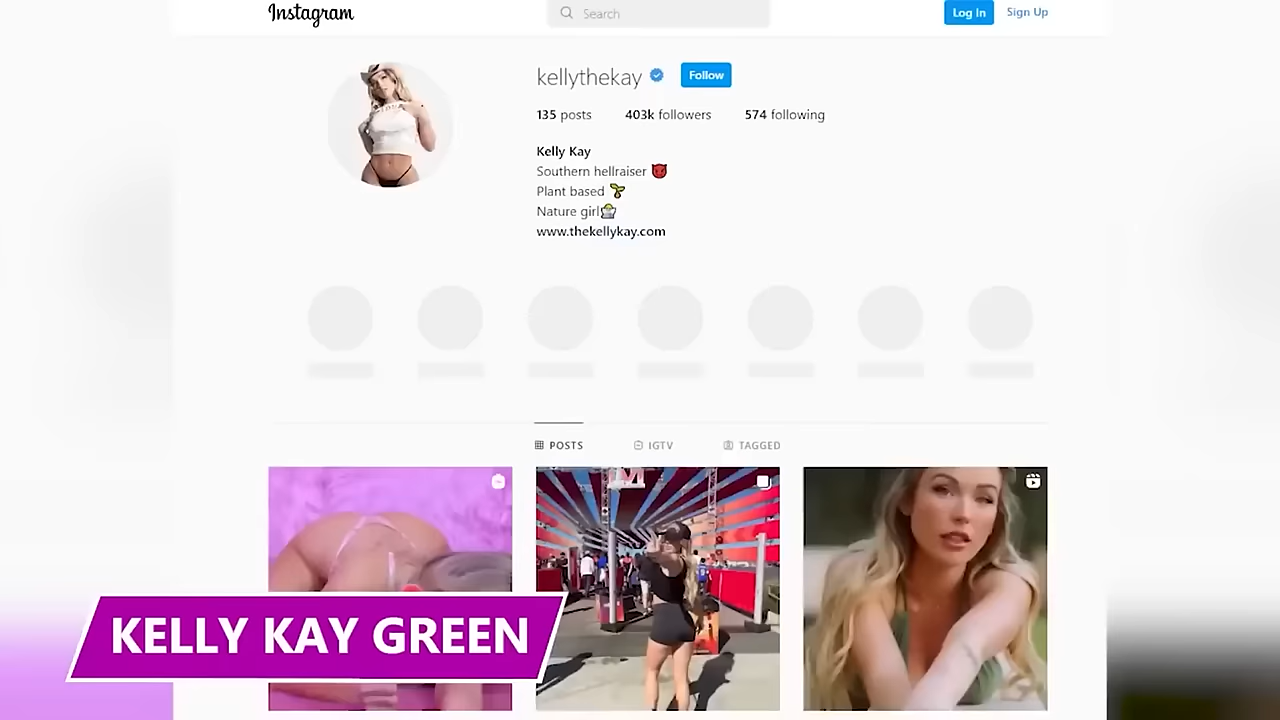 Instagram
Search
Log In
Sign Up
kellythekay
Follow
135 posts
403k followers
574 following
Kelly Kay
Southern hellraiser 😈
Plant based 🌱
Nature girl👩‍🌾
www.thekellykay.com
POSTS
IGTV
TAGGED
KELLY KAY GREEN